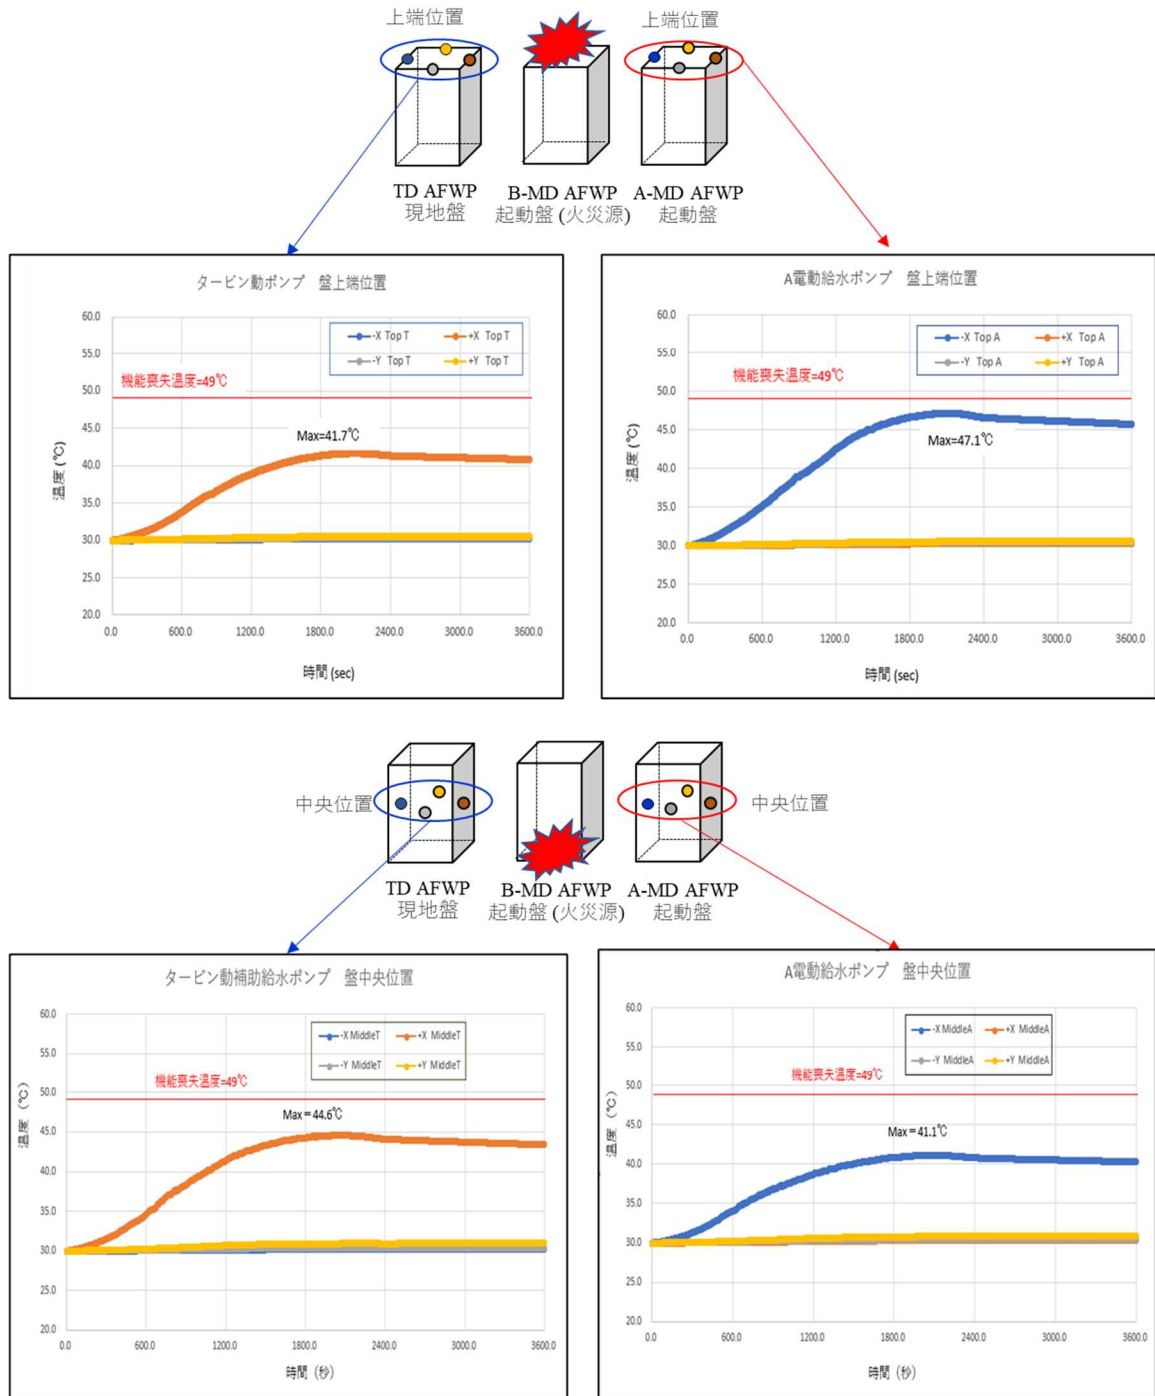 上端位置
上端位置
TD AFWP
現地盤
B-MD AFWP
起動盤 (火災源)
A-MD AFWP
起動盤
タービン動ポンプ 盤上端位置
60.0
55.0
50.0
45.0
40.0
35.0
30.0
25.0
20.0
温度 (℃)
-X Top T
+X Top T
-Y Top T
+Y Top T
機能喪失温度=49℃
Max=41.7℃
0.0 600.0 1200.0 1800.0 2400.0 3000.0 3600.0
時間 (sec)
A電動給水ポンプ 盤上端位置
60.0
55.0
50.0
45.0
40.0
35.0
30.0
25.0
20.0
温度 (℃)
-X Top A
+X Top A
-Y Top A
+Y Top A
機能喪失温度=49℃
Max=47.1℃
0.0 600.0 1200.0 1800.0 2400.0 3000.0 3600.0
時間 (sec)
中央位置
中央位置
TD AFWP
現地盤
B-MD AFWP
起動盤 (火災源)
A-MD AFWP
起動盤
タービン動補助給水ポンプ 盤中央位置
60.0
55.0
50.0
45.0
40.0
35.0
30.0
25.0
20.0
温度 (℃)
-X MiddleT
+X MiddleT
-Y MiddleT
+Y MiddleT
機能喪失温度=49℃
Max＝44.6℃
0.0 600.0 1200.0 1800.0 2400.0 3000.0 3600.0
時間 (秒)
A電動給水ポンプ 盤中央位置
60.0
55.0
50.0
45.0
40.0
35.0
30.0
25.0
20.0
温度 (℃)
-X MiddleA
+X MiddleA
-Y MiddleA
+Y MiddleA
機能喪失温度=49℃
Max＝41.1℃
0.0 600.0 1200.0 1800.0 2400.0 3000.0 3600.0
時間 (秒)